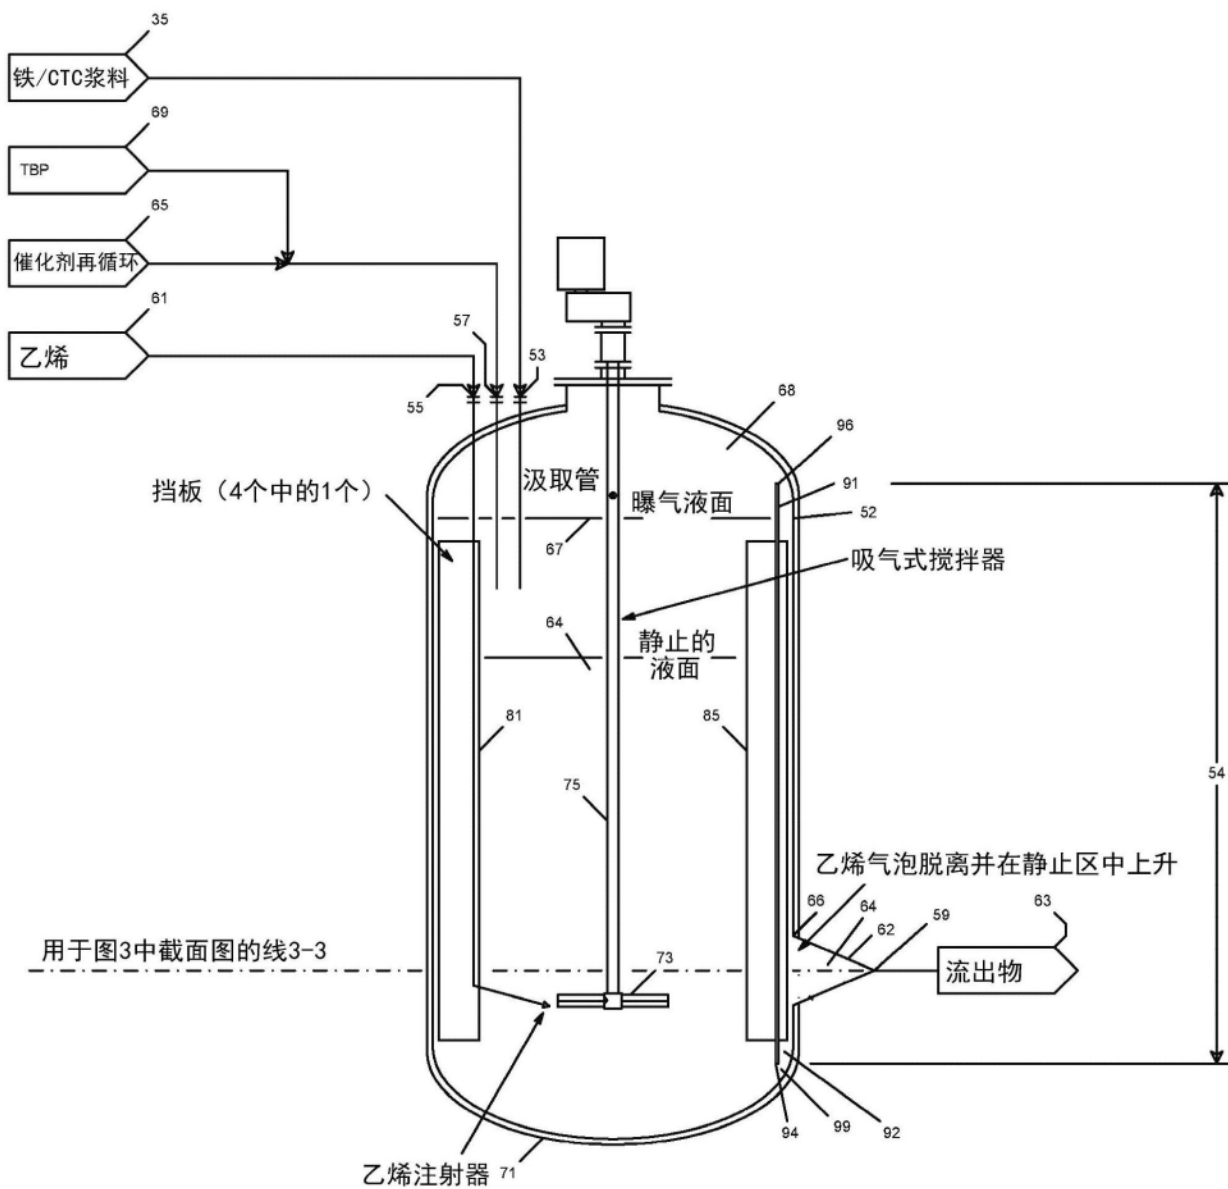 35
铁/CTC浆料
69
TBP
65
催化剂再循环
61
乙烯
57
53
55
68
96
汲取管
91
挡板（4个中的1个）
曝气液面
52
67
吸气式搅拌器
64
静止的
液面
81
85
54
75
乙烯气泡脱离并在静止区中上升
66
64
59
63
62
用于图3中截面图的线3-3
73
流出物
94
99
92
乙烯注射器
71